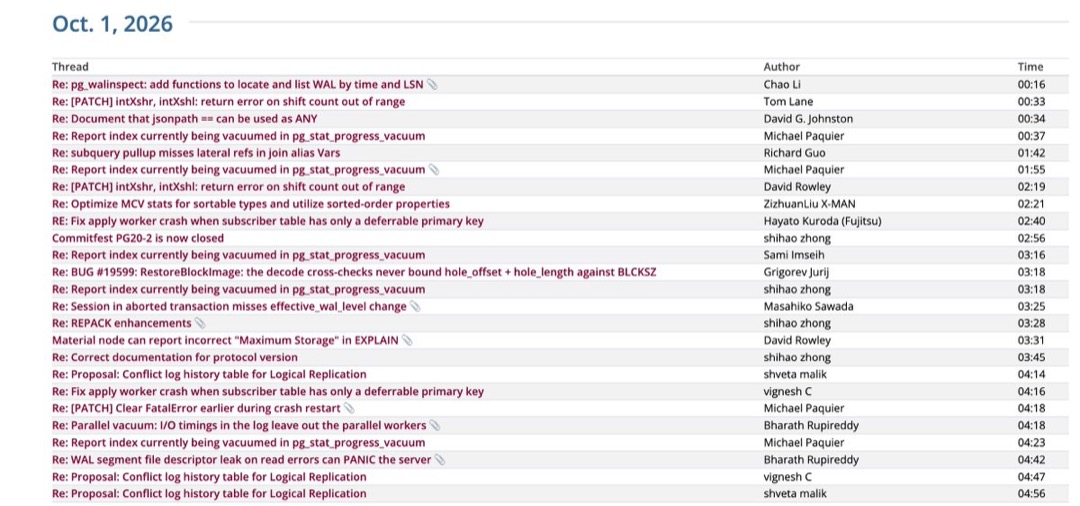 Oct. 1, 2026
Thread Author Time
Re: pg_walinspect: add functions to locate and list WAL by time and LSN Chao Li 00:16
Re: [PATCH] intXshr, intXshl: return error on shift count out of range Tom Lane 00:33
Re: Document that jsonpath == can be used as ANY David G. Johnston 00:34
Re: Report index currently being vacuumed in pg_stat_progress_vacuum Michael Paquier 00:37
Re: subquery pullup misses lateral refs in join alias Vars Richard Guo 01:42
Re: Report index currently being vacuumed in pg_stat_progress_vacuum Michael Paquier 01:55
Re: [PATCH] intXshr, intXshl: return error on shift count out of range David Rowley 02:19
Re: Optimize MCV stats for sortable types and utilize sorted-order properties ZizhuanLiu X-MAN 02:21
RE: Fix apply worker crash when subscriber table has only a deferrable primary key Hayato Kuroda (Fujitsu) 02:40
Commitfest PG20-2 is now closed shihao zhong 02:56
Re: Report index currently being vacuumed in pg_stat_progress_vacuum Sami Imseih 03:16
Re: BUG #19599: RestoreBlockImage: the decode cross-checks never bound hole_offset + hole_length against BLCKSZ Grigorev Jurij 03:18
Re: Report index currently being vacuumed in pg_stat_progress_vacuum shihao zhong 03:18
Re: Session in aborted transaction misses effective_wal_level change Masahiko Sawada 03:25
Re: REPACK enhancements shihao zhong 03:28
Material node can report incorrect "Maximum Storage" in EXPLAIN David Rowley 03:31
Re: Correct documentation for protocol version shihao zhong 03:45
Re: Proposal: Conflict log history table for Logical Replication shveta malik 04:14
Re: Fix apply worker crash when subscriber table has only a deferrable primary key vignesh C 04:16
Re: [PATCH] Clear FatalError earlier during crash restart Michael Paquier 04:18
Re: Parallel vacuum: I/O timings in the log leave out the parallel workers Bharath Rupireddy 04:18
Re: Report index currently being vacuumed in pg_stat_progress_vacuum Michael Paquier 04:23
Re: WAL segment file descriptor leak on read errors can PANIC the server Bharath Rupireddy 04:42
Re: Proposal: Conflict log history table for Logical Replication vignesh C 04:47
Re: Proposal: Conflict log history table for Logical Replication shveta malik 04:56